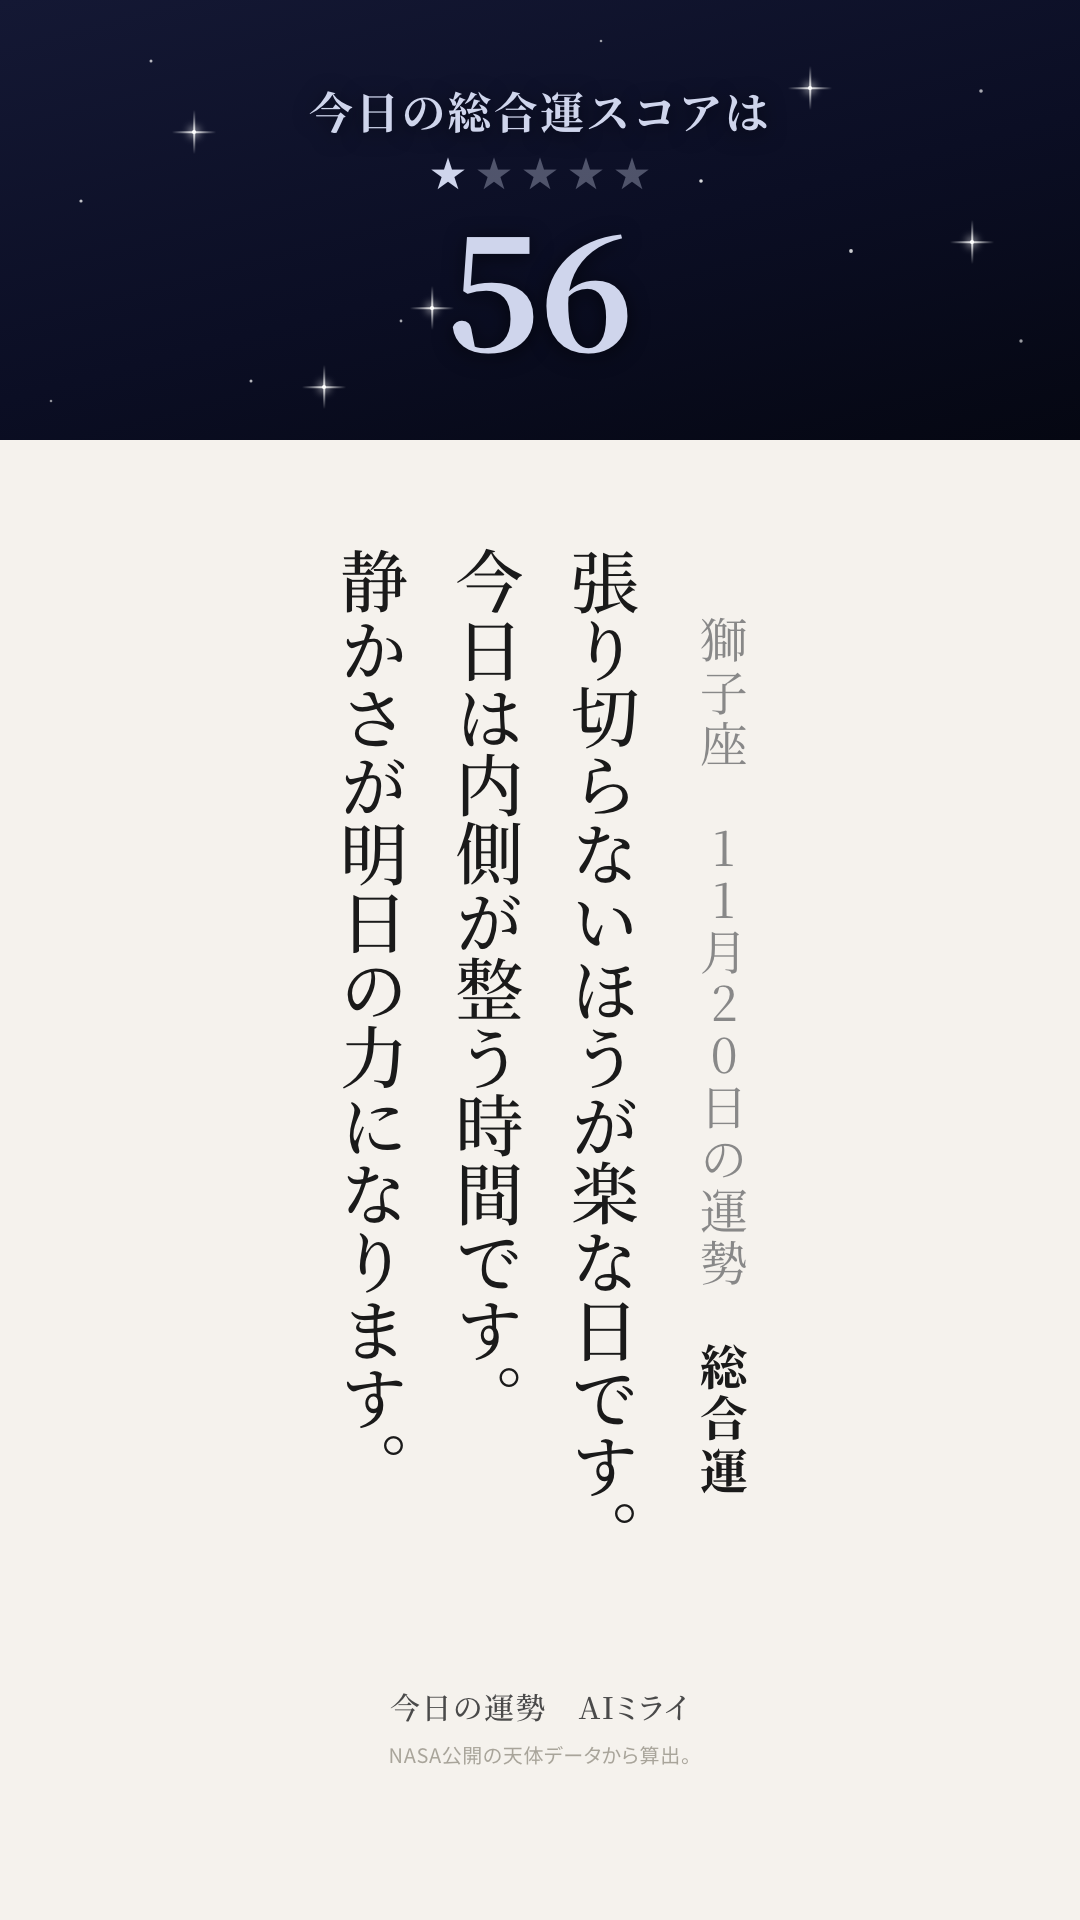 今日の総合運スコアは
★★★★★
56
獅子座　11月20日の運勢　総合運
張り切らないほうが楽な日です。
今日は内側が整う時間です。
静かさが明日の力になります。
今日の運勢　AIミライ
NASA公開の天体データから算出。